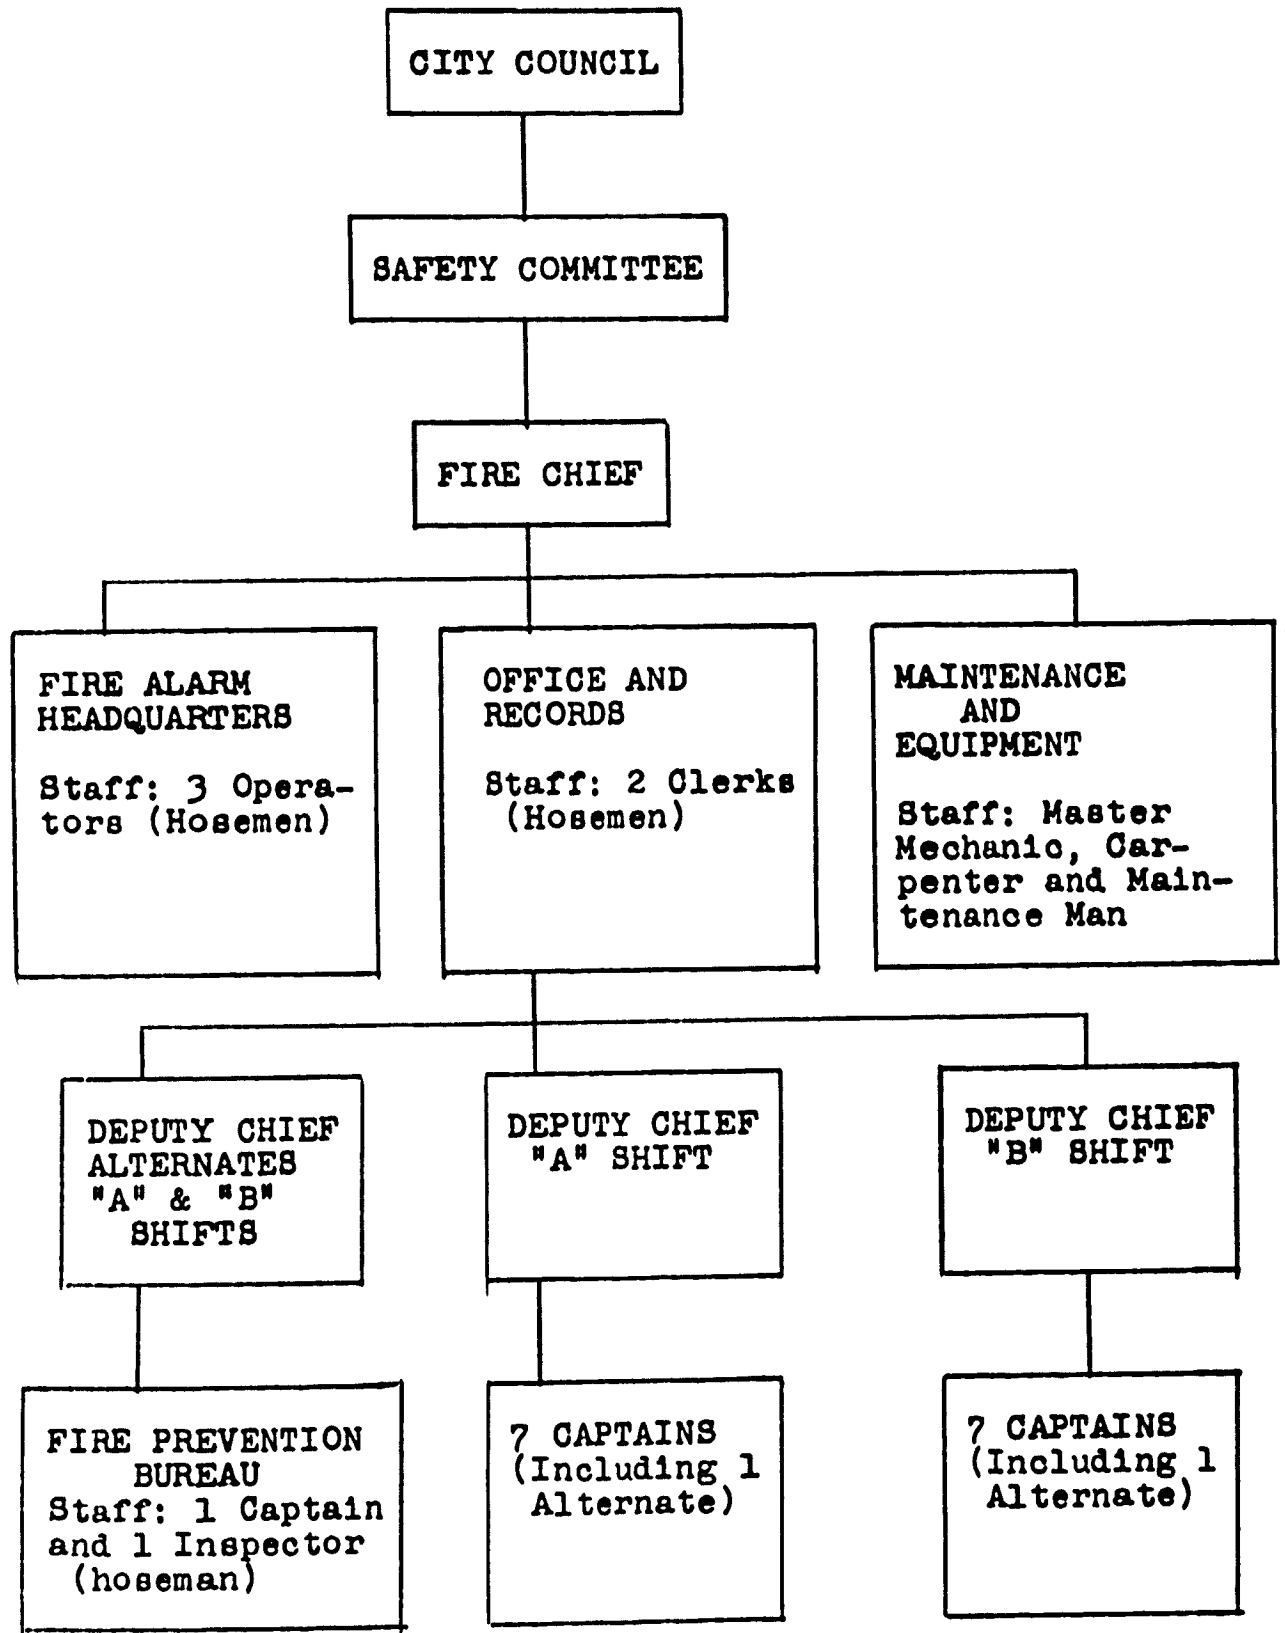 CITY COUNCIL
SAFETY COMMITTEE
FIRE CHIEF
FIRE ALARM
HEADQUARTERS
Staff: 3 Opera-
tors (Hosemen)
OFFICE AND
RECORDS
Staff: 2 Clerks
(Hosemen)
MAINTENANCE
AND
EQUIPMENT
Staff: Master
Mechanic, Car-
penter and Main-
tenance Man
DEPUTY CHIEF
ALTERNATES
"A" & "B"
SHIFTS
DEPUTY CHIEF
"A" SHIFT
DEPUTY CHIEF
"B" SHIFT
FIRE PREVENTION
BUREAU
Staff: 1 Captain
and 1 Inspector
(hoseman)
7 CAPTAINS
(Including 1
Alternate)
7 CAPTAINS
(Including 1
Alternate)